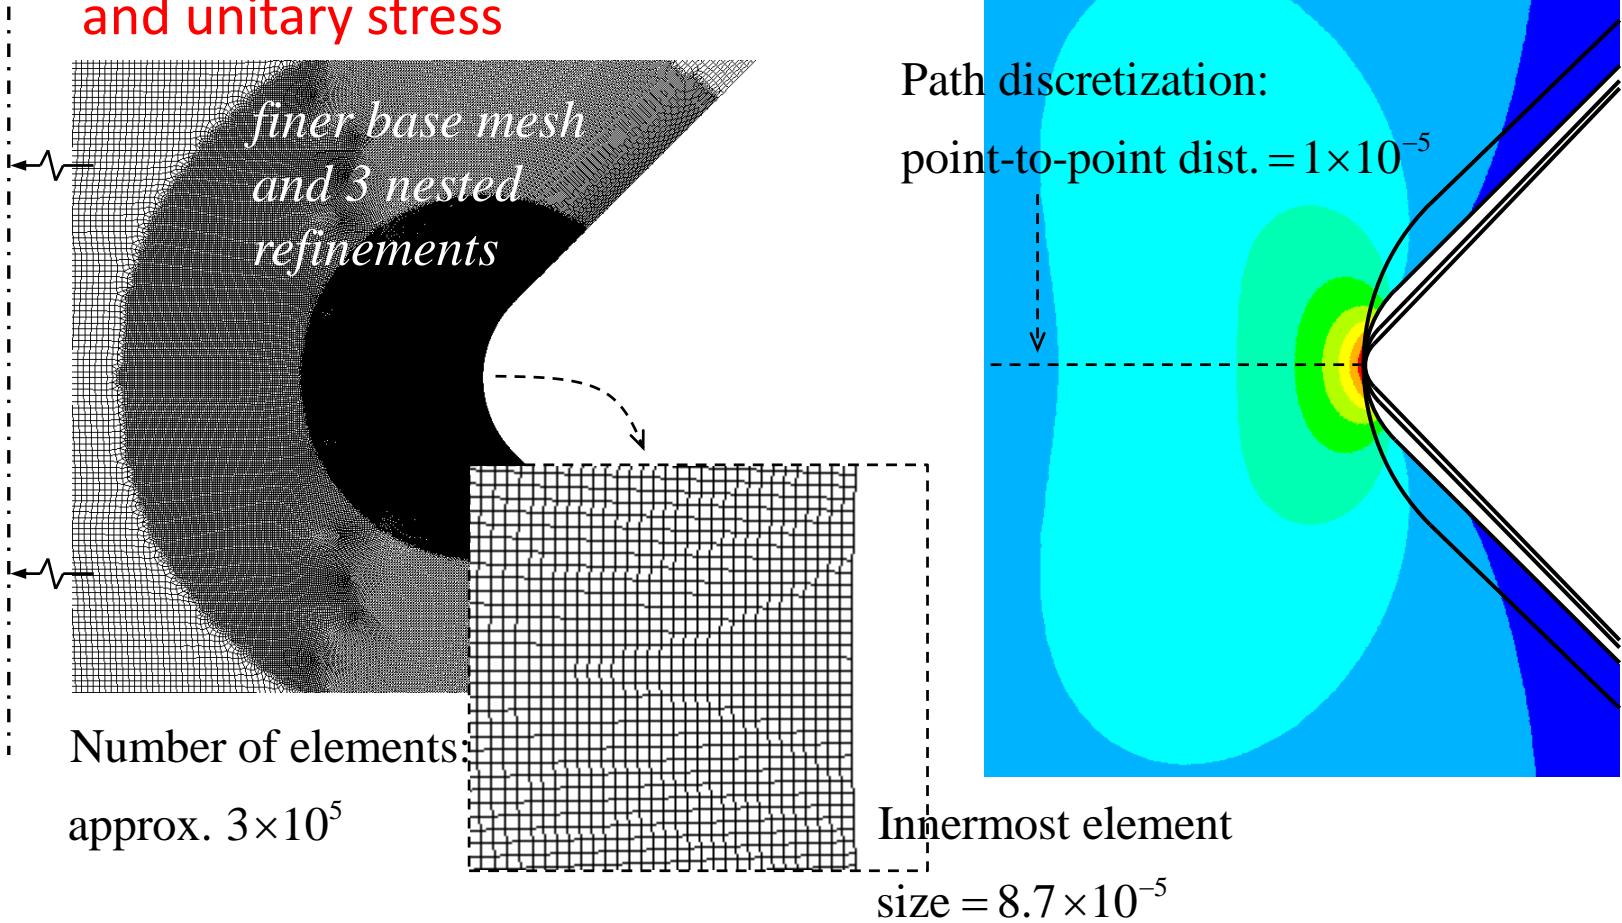 and unitary stress
finer base mesh
and 3 nested
refinements
Path discretization:
point-to-point dist. = 1×10⁻⁵
Number of elements:
approx. 3×10⁵
Innermost element
size = 8.7×10⁻⁵